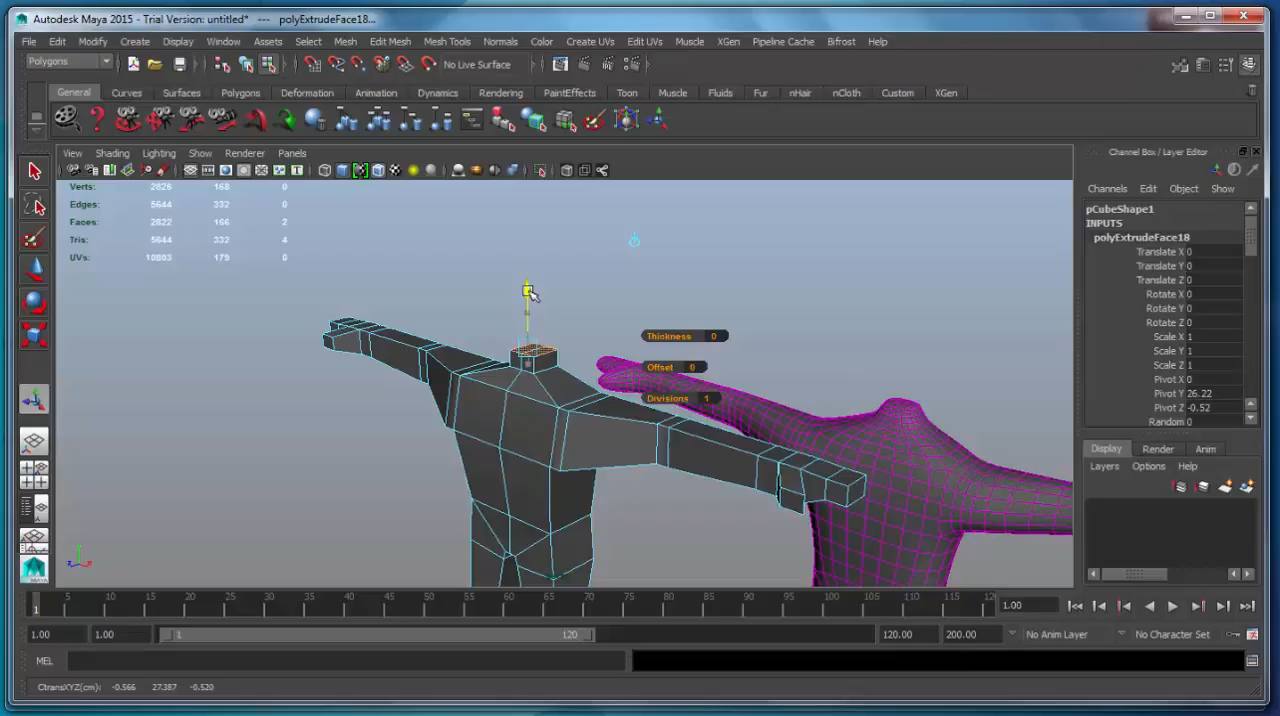 Autodesk Maya 2015 - Trial Version: untitled*   ---   polyExtrudeFace18...
File Edit Modify Create Display Window Assets Select Mesh Edit Mesh Mesh Tools Normals Color Create UVs Edit UVs Muscle XGen Pipeline Cache Bifrost Help
Polygons No Live Surface
General Curves Surfaces Polygons Deformation Animation Dynamics Rendering PaintEffects Toon Muscle Fluids Fur nHair nCloth Custom XGen
View Shading Lighting Show Renderer Panels
Verts: 2826 168 0
Edges: 5644 332 0
Faces: 2822 166 2
Tris: 5644 332 4
UVs: 10803 179 0
Thickness 0
Offset 0
Divisions 1
Channel Box / Layer Editor
Channels Edit Object Show
pCubeShape1
INPUTS
polyExtrudeFace18
Translate X 0
Translate Y 0
Translate Z 0
Rotate X 0
Rotate Y 0
Rotate Z 0
Scale X 1
Scale Y 1
Scale Z 1
Pivot X 0
Pivot Y 26.22
Pivot Z -0.52
Random 0
Display Render Anim
Layers Options Help
MAYA
1 5 10 15 20 25 30 35 40 45 50 55 60 65 70 75 80 85 90 95 100 105 110 115 12 1.00
1.00 1.00 1 120 120.00 200.00 No Anim Layer No Character Set
MEL
CtransXYZ(cm): -0.566 27.387 -0.520